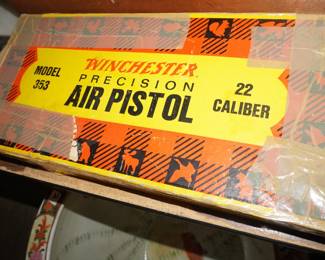 WINCHESTER
MODEL 353
PRECISION
AIR PISTOL
22 CALIBER